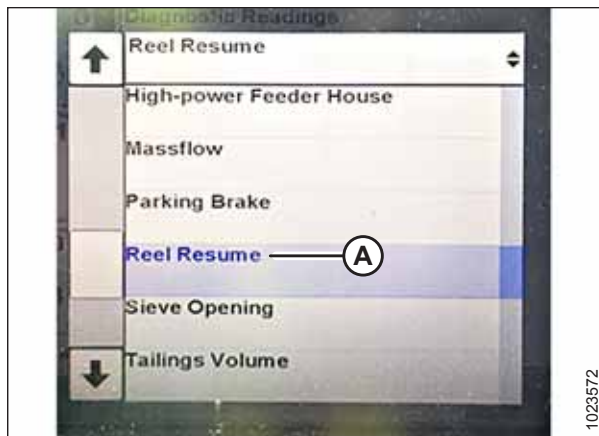 Diagnostic Readings
Reel Resume
High-power Feeder House
Massflow
Parking Brake
Reel Resume
A
Sieve Opening
Tailings Volume
1023572